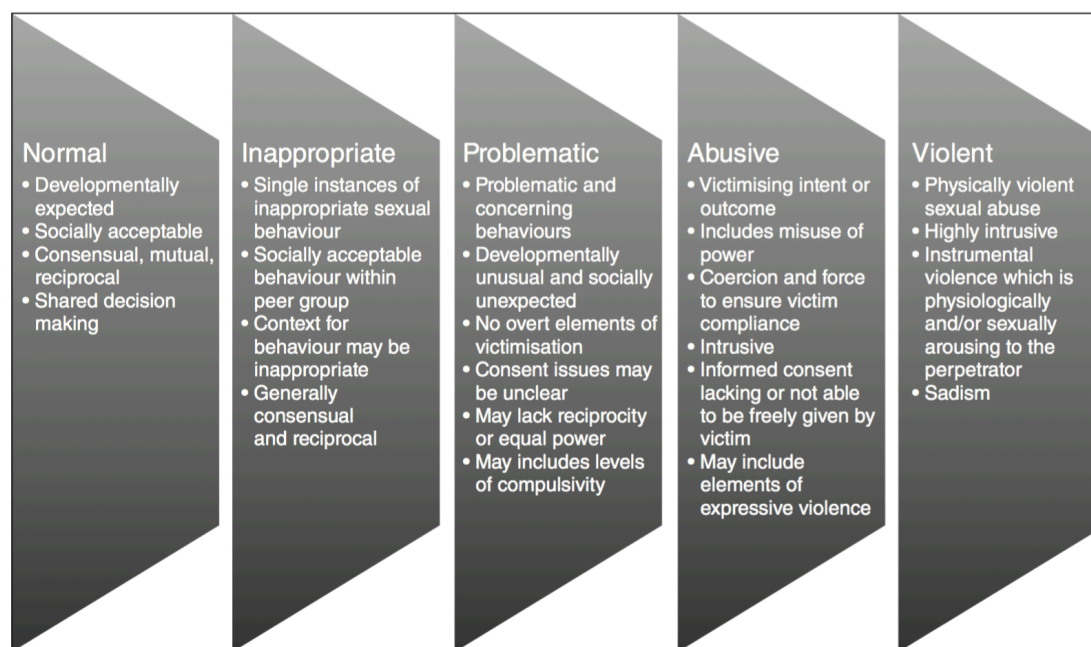 Normal
• Developmentally
expected
• Socially acceptable
• Consensual, mutual,
reciprocal
• Shared decision
making
Inappropriate
• Single instances of
inappropriate sexual
behaviour
• Socially acceptable
behaviour within
peer group
• Context for
behaviour may be
inappropriate
• Generally
consensual
and reciprocal
Problematic
• Problematic and
concerning
behaviours
• Developmentally
unusual and socially
unexpected
• No overt elements of
victimisation
• Consent issues may
be unclear
• May lack reciprocity
or equal power
• May includes levels
of compulsivity
Abusive
• Victimising intent or
outcome
• Includes misuse of
power
• Coercion and force
to ensure victim
compliance
• Intrusive
• Informed consent
lacking or not able
to be freely given by
victim
• May include
elements of
expressive violence
Violent
• Physically violent
sexual abuse
• Highly intrusive
• Instrumental
violence which is
physiologically
and/or sexually
arousing to the
perpetrator
• Sadism